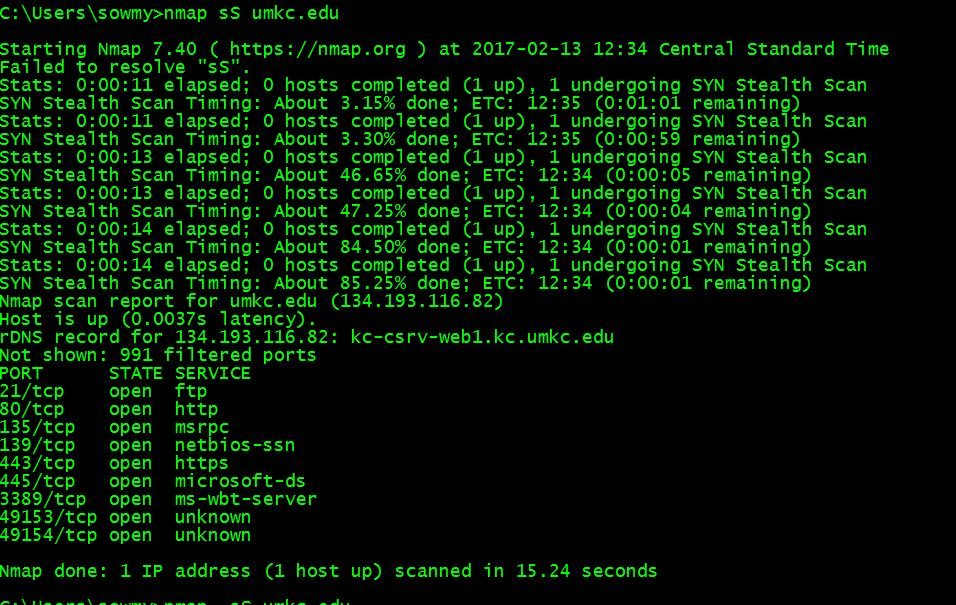 C:\Users\sowmy>nmap sS umkc.edu
Starting Nmap 7.40 ( https://nmap.org ) at 2017-02-13 12:34 Central Standard Time
Failed to resolve "sS".
Stats: 0:00:11 elapsed; 0 hosts completed (1 up), 1 undergoing SYN Stealth Scan
SYN Stealth Scan Timing: About 3.15% done; ETC: 12:35 (0:01:01 remaining)
Stats: 0:00:11 elapsed; 0 hosts completed (1 up), 1 undergoing SYN Stealth Scan
SYN Stealth Scan Timing: About 3.30% done; ETC: 12:35 (0:00:59 remaining)
Stats: 0:00:13 elapsed; 0 hosts completed (1 up), 1 undergoing SYN Stealth Scan
SYN Stealth Scan Timing: About 46.65% done; ETC: 12:34 (0:00:05 remaining)
Stats: 0:00:13 elapsed; 0 hosts completed (1 up), 1 undergoing SYN Stealth Scan
SYN Stealth Scan Timing: About 47.25% done; ETC: 12:34 (0:00:04 remaining)
Stats: 0:00:14 elapsed; 0 hosts completed (1 up), 1 undergoing SYN Stealth Scan
SYN Stealth Scan Timing: About 84.50% done; ETC: 12:34 (0:00:01 remaining)
Stats: 0:00:14 elapsed; 0 hosts completed (1 up), 1 undergoing SYN Stealth Scan
SYN Stealth Scan Timing: About 85.25% done; ETC: 12:34 (0:00:01 remaining)
Nmap scan report for umkc.edu (134.193.116.82)
Host is up (0.0037s latency).
rDNS record for 134.193.116.82: kc-csrv-web1.kc.umkc.edu
Not shown: 991 filtered ports
PORT STATE SERVICE
21/tcp open ftp
80/tcp open http
135/tcp open msrpc
139/tcp open netbios-ssn
443/tcp open https
445/tcp open microsoft-ds
3389/tcp open ms-wbt-server
49153/tcp open unknown
49154/tcp open unknown
Nmap done: 1 IP address (1 host up) scanned in 15.24 seconds
C:\Users\sowmy>nmap sS umkc.edu